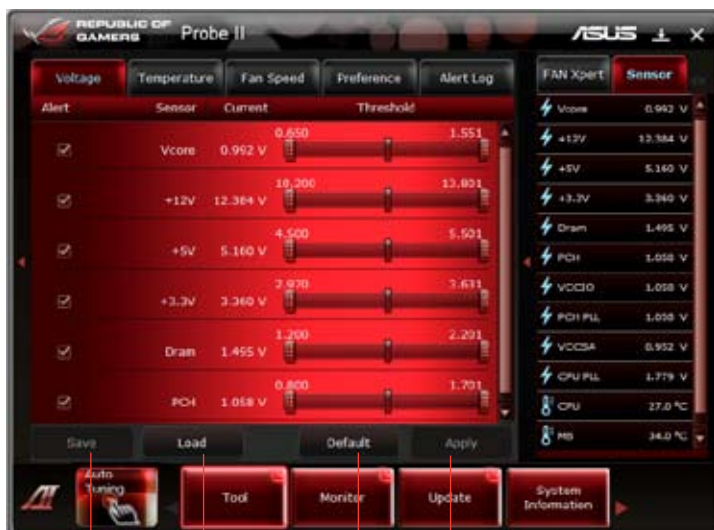 REPUBLIC OF GAMERS Probe II ASUS
Voltage Temperature Fan Speed Preference Alert Log
Alert Sensor Current Threshold
Vcore 0.992 V 0.650 1.551
+12V 12.384 V 10.200 13.801
+5V 5.160 V 4.500 5.501
+3.3V 3.360 V 2.970 3.631
Dram 1.495 V 1.200 2.201
PCH 1.058 V 0.800 1.701
Save Load Default Apply
FAN Xpert Sensor
Vcore 0.992 V
+12V 12.384 V
+5V 5.160 V
+3.3V 3.360 V
Dram 1.495 V
PCH 1.058 V
VCCIO 1.058 V
PCH PLL 1.058 V
VCCSA 0.952 V
CPU PLL 1.779 V
CPU 27.0 °C
MB 34.0 °C
Auto Tuning
Tool
Monitor
Update
System Information